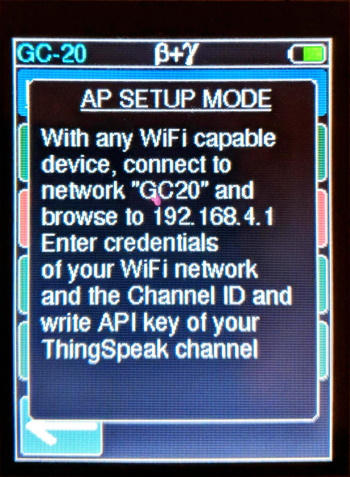 GC-20 β+γ
AP SETUP MODE
With any WiFi capable
device, connect to
network "GC20" and
browse to 192.168.4.1
Enter credentials
of your WiFi network
and the Channel ID and
write API key of your
ThingSpeak channel